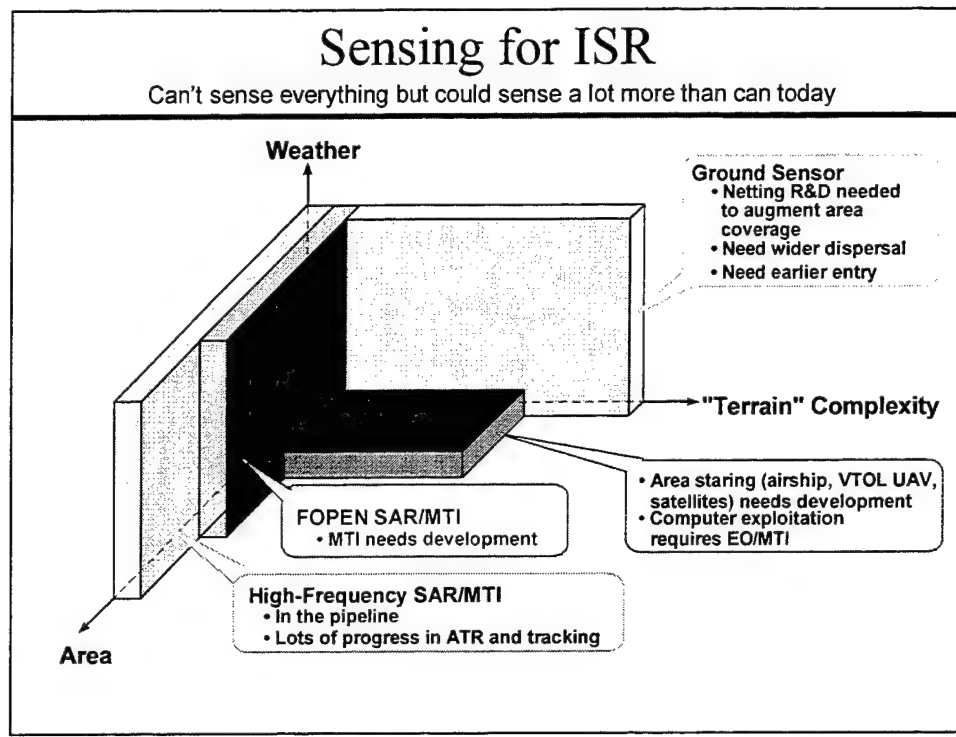 Sensing for ISR
Can't sense everything but could sense a lot more than can today
Weather
Ground Sensor
• Netting R&D needed
to augment area
coverage
• Need wider dispersal
• Need earlier entry
"Terrain" Complexity
• Area staring (airship, VTOL UAV,
satellites) needs development
• Computer exploitation
requires EO/MTI
FOPEN SAR/MTI
• MTI needs development
High-Frequency SAR/MTI
• In the pipeline
• Lots of progress in ATR and tracking
Area